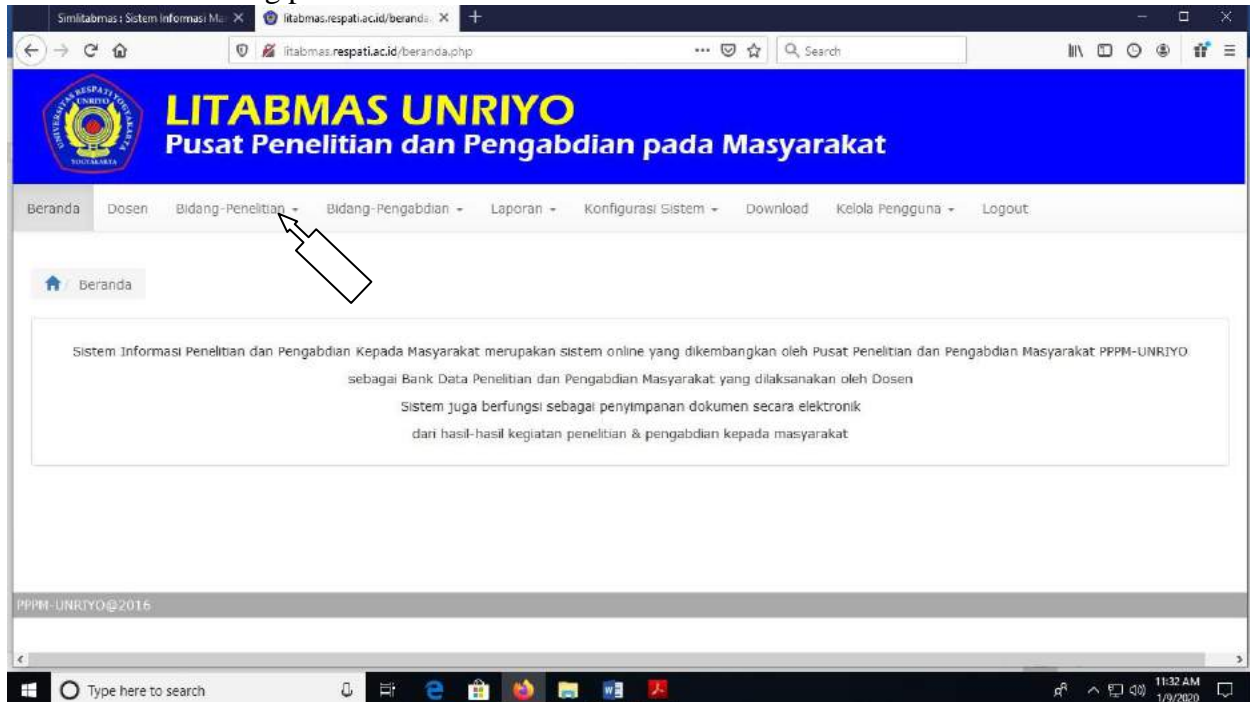 Simlitabmas : Sistem Informasi Ma
litabmas.respati.ac.id/beranda.
litabmas.respati.ac.id/beranda.php
Search
UNIVERSITAS RESPATI YOGYAKARTA
UNRIYO
YOGYAKARTA
LITABMAS UNRIYO
Pusat Penelitian dan Pengabdian pada Masyarakat
Beranda Dosen Bidang-Penelitian Bidang-Pengabdian Laporan Konfigurasi Sistem Download Kelola Pengguna Logout
/ Beranda
Sistem Informasi Penelitian dan Pengabdian Kepada Masyarakat merupakan sistem online yang dikembangkan oleh Pusat Penelitian dan Pengabdian Masyarakat PPPM-UNRIYO
sebagai Bank Data Penelitian dan Pengabdian Masyarakat yang dilaksanakan oleh Dosen
Sistem juga berfungsi sebagai penyimpanan dokumen secara elektronik
dari hasil-hasil kegiatan penelitian & pengabdian kepada masyarakat
PPPM-UNRIYO@2016
Type here to search
11:32 AM
1/9/2020